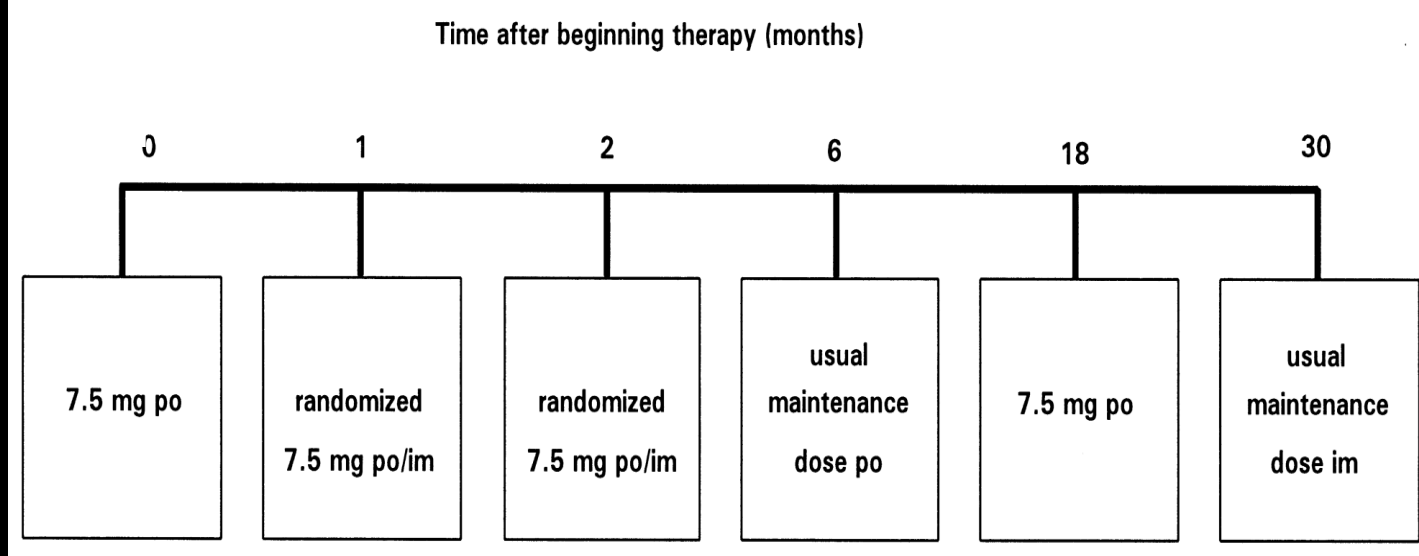 Time after beginning therapy (months)
0 1 2 6 18 30
7.5 mg po
randomized
7.5 mg po/im
randomized
7.5 mg po/im
usual
maintenance
dose po
7.5 mg po
usual
maintenance
dose im